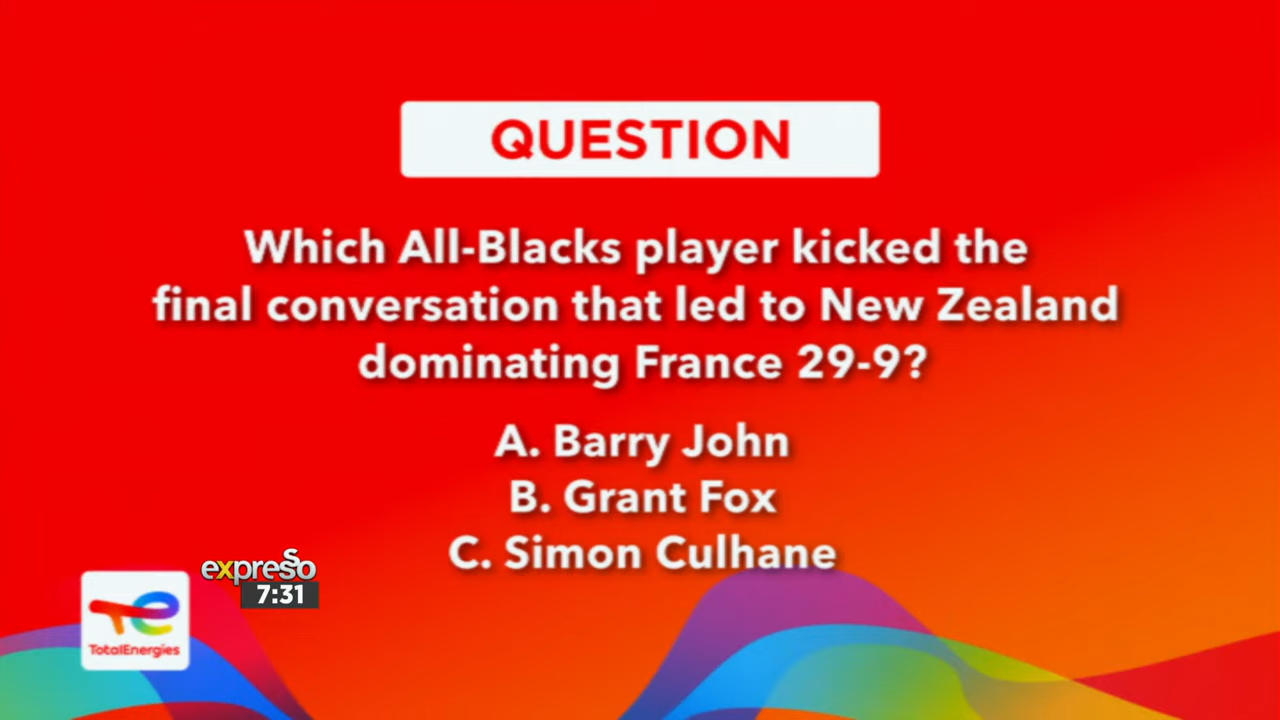 QUESTION
Which All-Blacks player kicked the
final conversation that led to New Zealand
dominating France 29-9?
A. Barry John
B. Grant Fox
C. Simon Culhane
expresso
7:31
TotalEnergies